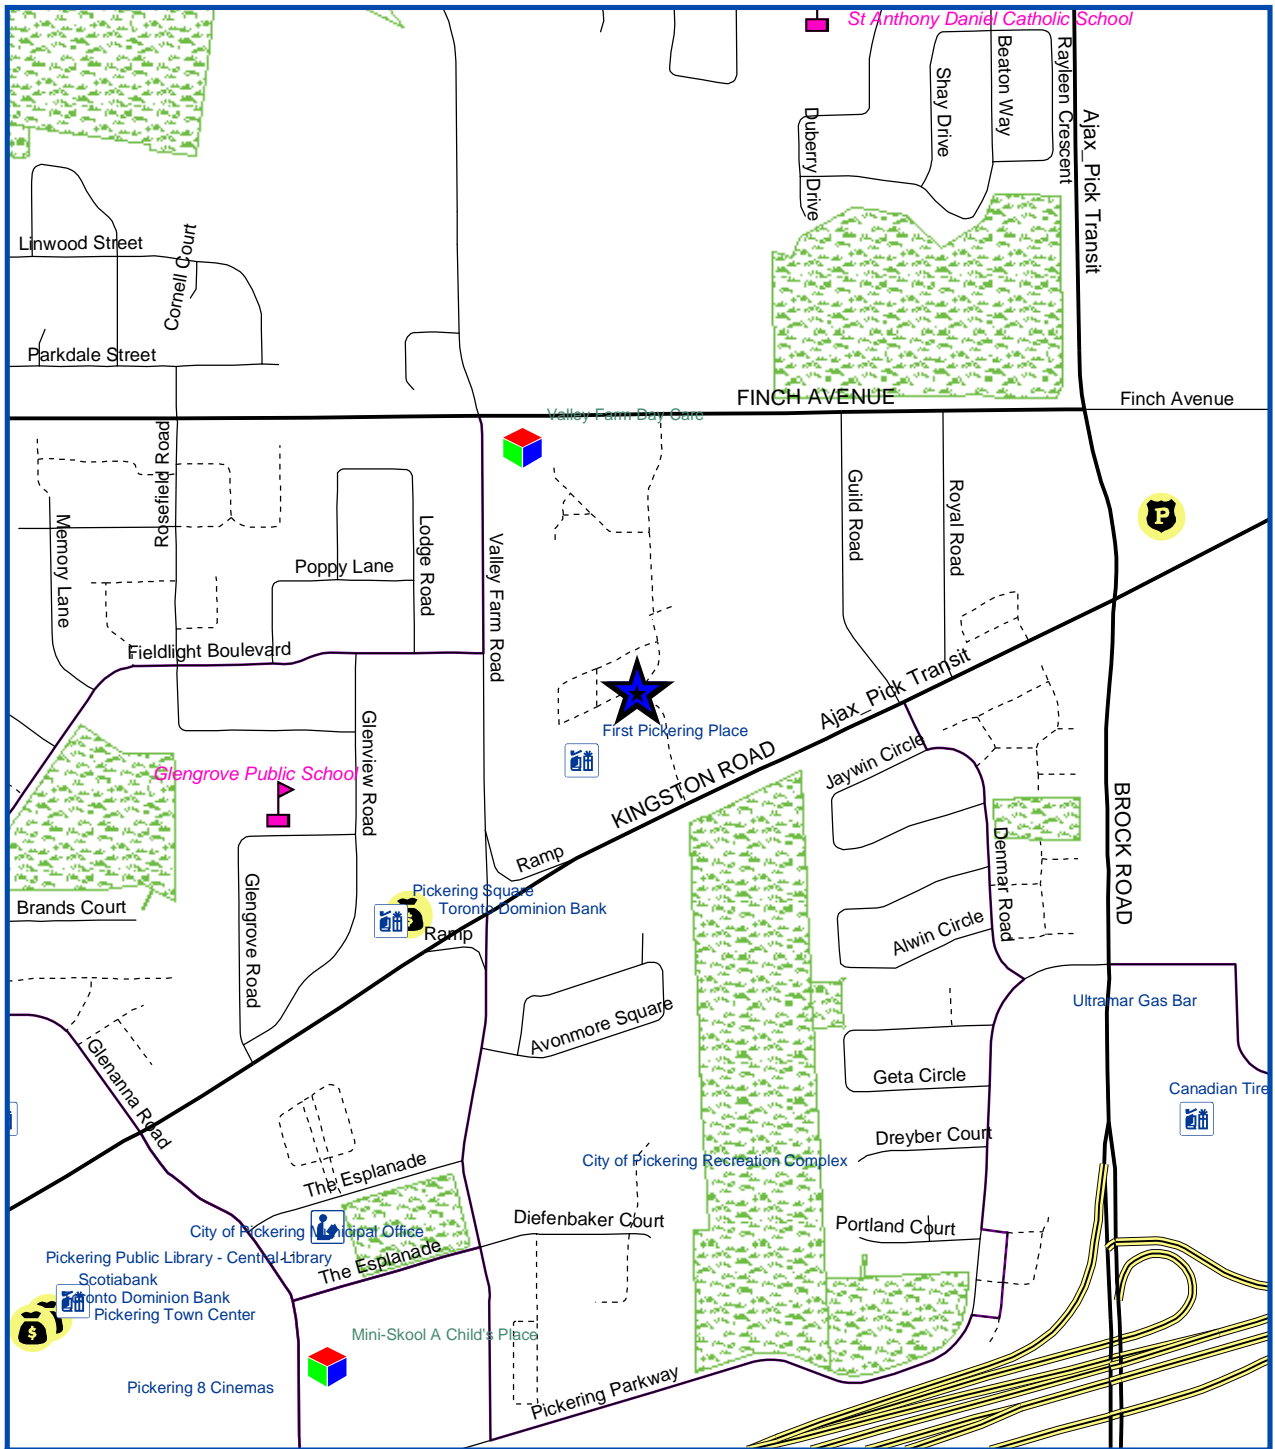 St Anthony Daniel Catholic School
Rayleen Crescent
Beaton Way
Shay Drive
Duberry Drive
Ajax_Pick Transit
Linwood Street
Cornell Court
Parkdale Street
FINCH AVENUE
Finch Avenue
Valley Farm Day Care
Rosefield Road
Memory Lane
Lodge Road
Poppy Lane
Valley Farm Road
Guild Road
Royal Road
P
Fieldlight Boulevard
Ajax_Pick Transit
First Pickering Place
KINGSTON ROAD
Jaywin Circle
Glenview Road
Glengrove Public School
BROCK ROAD
Denmar Road
Ramp
Pickering Square
Toronto Dominion Bank
$
Ramp
Brands Court
Glengrove Road
Alwin Circle
Avonmore Square
Ultramar Gas Bar
Glenanna Road
Geta Circle
Canadian Tire
Dreyber Court
City of Pickering Recreation Complex
The Esplanade
Diefenbaker Court
Portland Court
City of Pickering Municipal Office
Pickering Public Library - Central Library
The Esplanade
Scotiabank
Toronto Dominion Bank
Pickering Town Center
$
Mini-Skool A Child's Place
Pickering 8 Cinemas
Pickering Parkway